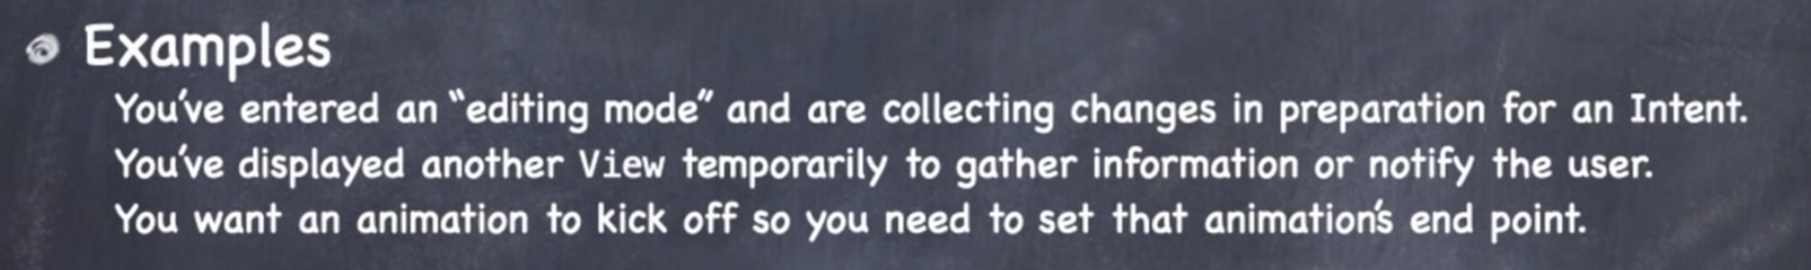 Examples
You've entered an “editing mode” and are collecting changes in preparation for an Intent.
You've displayed another View temporarily to gather information or notify the user.
You want an animation to kick off so you need to set that animation's end point.